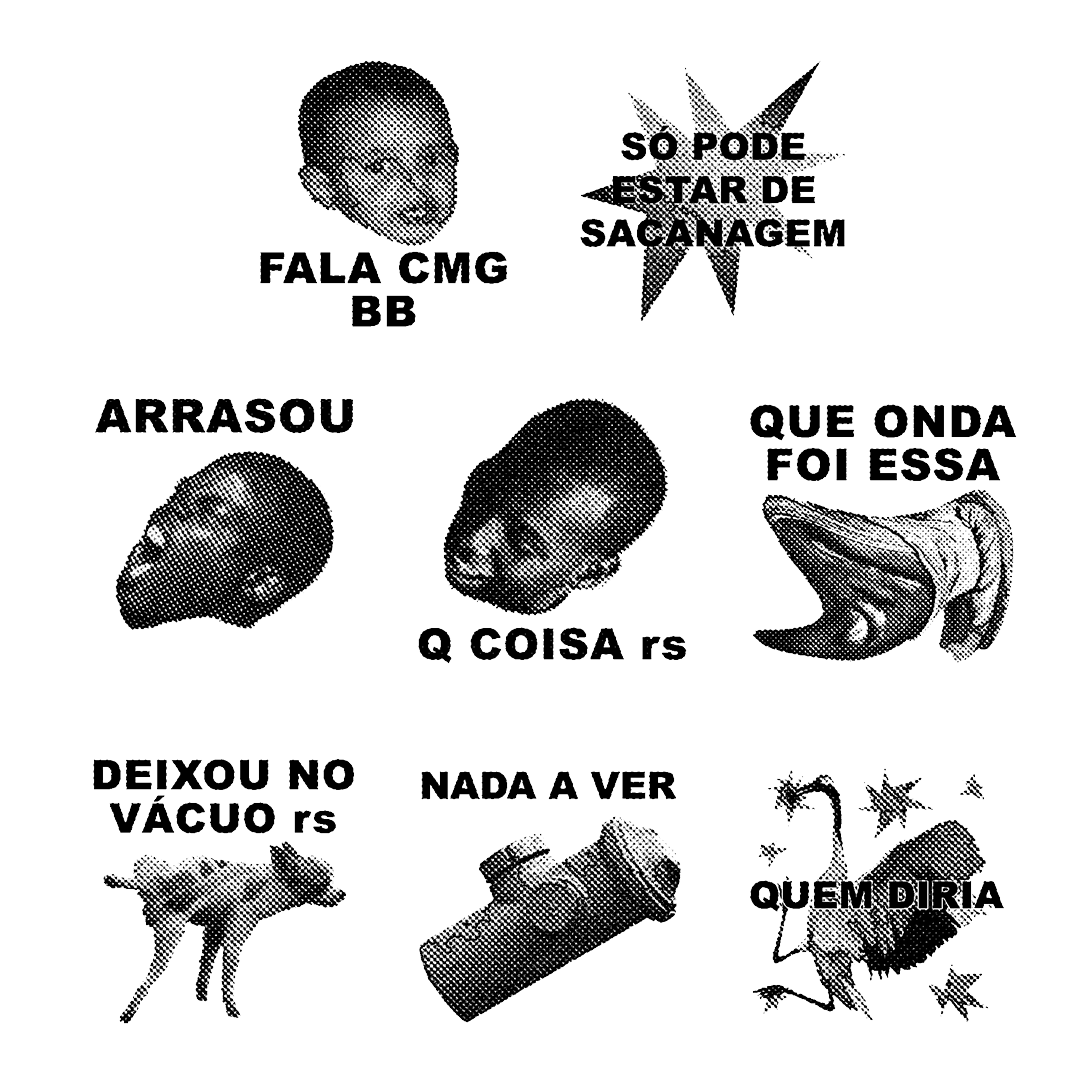 FALA CMG
BB
SÓ PODE
ESTAR DE
SACANAGEM
ARRASOU
Q COISA rs
QUE ONDA
FOI ESSA
DEIXOU NO
VÁCUO rs
NADA A VER
QUEM DIRIA